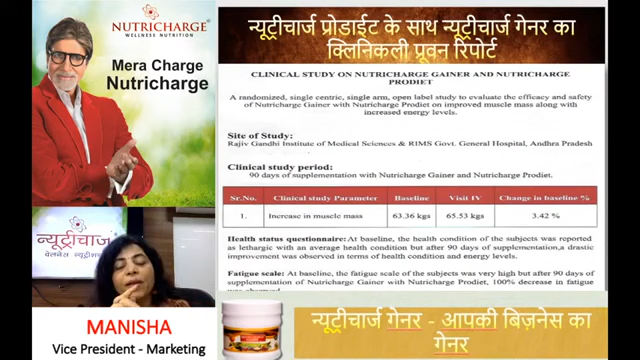 NUTRICHARGE
WELLNESS NUTRITION
Mera Charge
Nutricharge
न्यूट्रीचार्ज
वेलनेस न्यूट्रीशन
MANISHA
Vice President - Marketing
न्यूट्रीचार्ज प्रोडाईट के साथ न्यूट्रीचार्ज गेनर का
क्लिनिकली प्रूवन रिपोर्ट
CLINICAL STUDY ON NUTRICHARGE GAINER AND NUTRICHARGE
PRODIET
A randomized, single centric, single arm, open label study to evaluate the efficacy and safety
of Nutricharge Gainer with Nutricharge Prodiet on improved muscle mass along with
increased energy levels.
Site of Study:
Rajiv Gandhi Institute of Medical Sciences & RIMS Govt. General Hospital, Andhra Pradesh
Clinical study period:
90 days of supplementation with Nutricharge Gainer and Nutricharge Prodiet.
Sr.No. Clinical study Parameter Baseline Visit IV Change in baseline %
1. Increase in muscle mass 63.36 kgs 65.53 kgs 3.42 %
Health status questionnaire: At baseline, the health condition of the subjects was reported
as lethargic with an average health condition but after 90 days of supplementation,a drastic
improvement was observed in terms of health condition and energy levels.
Fatigue scale: At baseline, the fatigue scale of the subjects was very high but after 90 days of
supplementation of Nutricharge Gainer with Nutricharge Prodiet, 100% decrease in fatigue
was observed
न्यूट्रीचार्ज गेनर - आपकी बिज़नेस का
गेनर